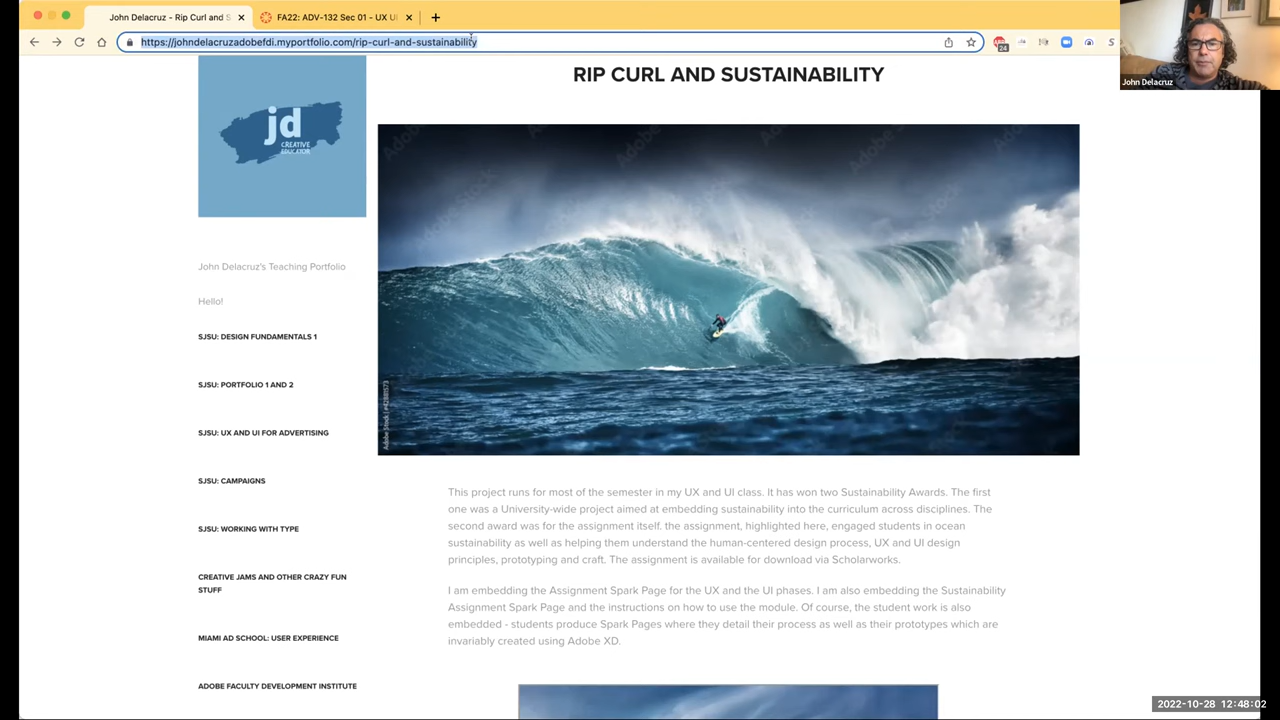 John Delacruz - Rip Curl and S
FA22: ADV-132 Sec 01 - UX UI
https://johndelacruzadobefdi.myportfolio.com/rip-curl-and-sustainability
24
S
John Delacruz
jd
CREATIVE
EDUCATOR
RIP CURL AND SUSTAINABILITY
Adobe Stock
Adobe Stock | #42881573
John Delacruz's Teaching Portfolio
Hello!
SJSU: DESIGN FUNDAMENTALS 1
SJSU: PORTFOLIO 1 AND 2
SJSU: UX AND UI FOR ADVERTISING
SJSU: CAMPAIGNS
SJSU: WORKING WITH TYPE
CREATIVE JAMS AND OTHER CRAZY FUN
STUFF
MIAMI AD SCHOOL: USER EXPERIENCE
ADOBE FACULTY DEVELOPMENT INSTITUTE
This project runs for most of the semester in my UX and UI class. It has won two Sustainability Awards. The first
one was a University-wide project aimed at embedding sustainability into the curriculum across disciplines. The
second award was for the assignment itself. the assignment, highlighted here, engaged students in ocean
sustainability as well as helping them understand the human-centered design process, UX and UI design
principles, prototyping and craft. The assignment is available for download via Scholarworks.
I am embedding the Assignment Spark Page for the UX and the UI phases. I am also embedding the Sustainability
Assignment Spark Page and the instructions on how to use the module. Of course, the student work is also
embedded - students produce Spark Pages where they detail their process as well as their prototypes which are
invariably created using Adobe XD.
2022-10-28 12:48:02